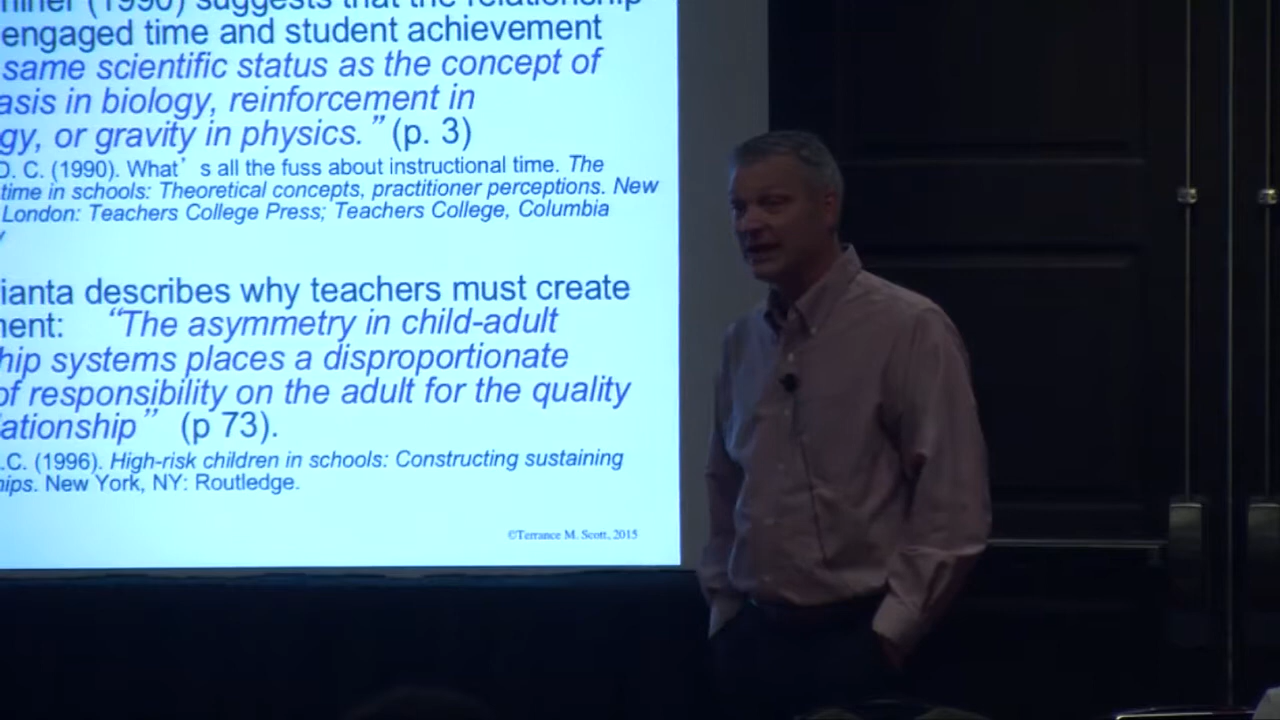 (1990) suggests that the relationship
engaged time and student achievement
same scientific status as the concept of
asis in biology, reinforcement in
gy, or gravity in physics.” (p. 3)
D. C. (1990). What’ s all the fuss about instructional time. The
time in schools: Theoretical concepts, practitioner perceptions. New
London: Teachers College Press; Teachers College, Columbia
ianta describes why teachers must create
ent: “The asymmetry in child-adult
hip systems places a disproportionate
of responsibility on the adult for the quality
ationship” (p 73).
.C. (1996). High-risk children in schools: Constructing sustaining
hips. New York, NY: Routledge.
©Terrance M. Scott, 2015